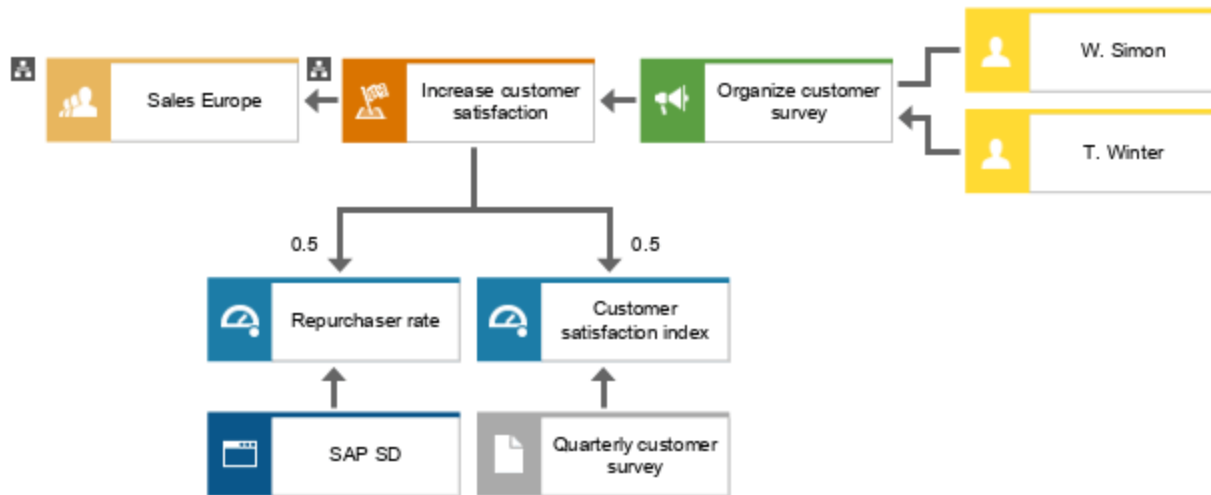 W. Simon
Sales Europe
Increase customer
satisfaction
Organize customer
survey
T. Winter
0.5
0.5
Repurchaser rate
Customer
satisfaction index
SAP SD
Quarterly customer
survey